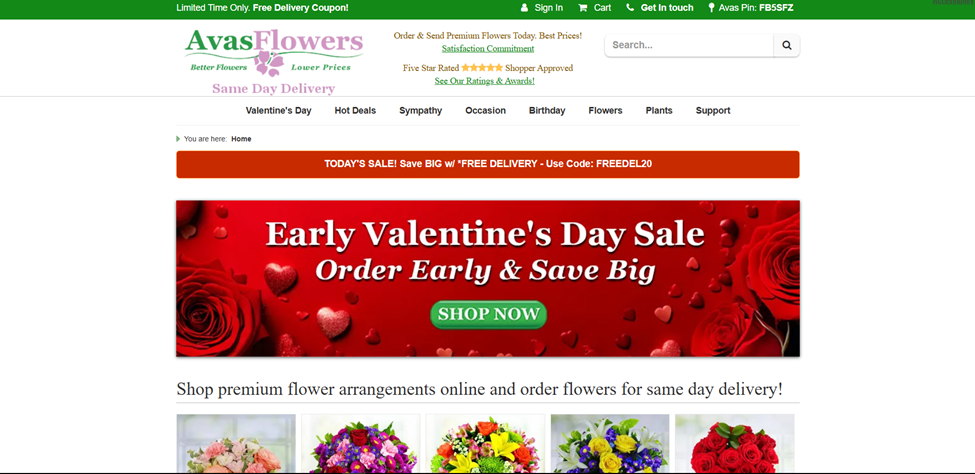 Limited Time Only. Free Delivery Coupon!
Sign In
Cart
Get In touch
Avas Pin: FB5SFZ
AvasFlowers
Better Flowers Lower Prices
Same Day Delivery
Order & Send Premium Flowers Today. Best Prices!
Satisfaction Commitment
Five Star Rated ★★★★★ Shopper Approved
See Our Ratings & Awards!
Search...
Valentine's Day
Hot Deals
Sympathy
Occasion
Birthday
Flowers
Plants
Support
You are here: Home
TODAY'S SALE! Save BIG w/ *FREE DELIVERY - Use Code: FREEDEL20
Early Valentine's Day Sale
Order Early & Save Big
SHOP NOW
Shop premium flower arrangements online and order flowers for same day delivery!